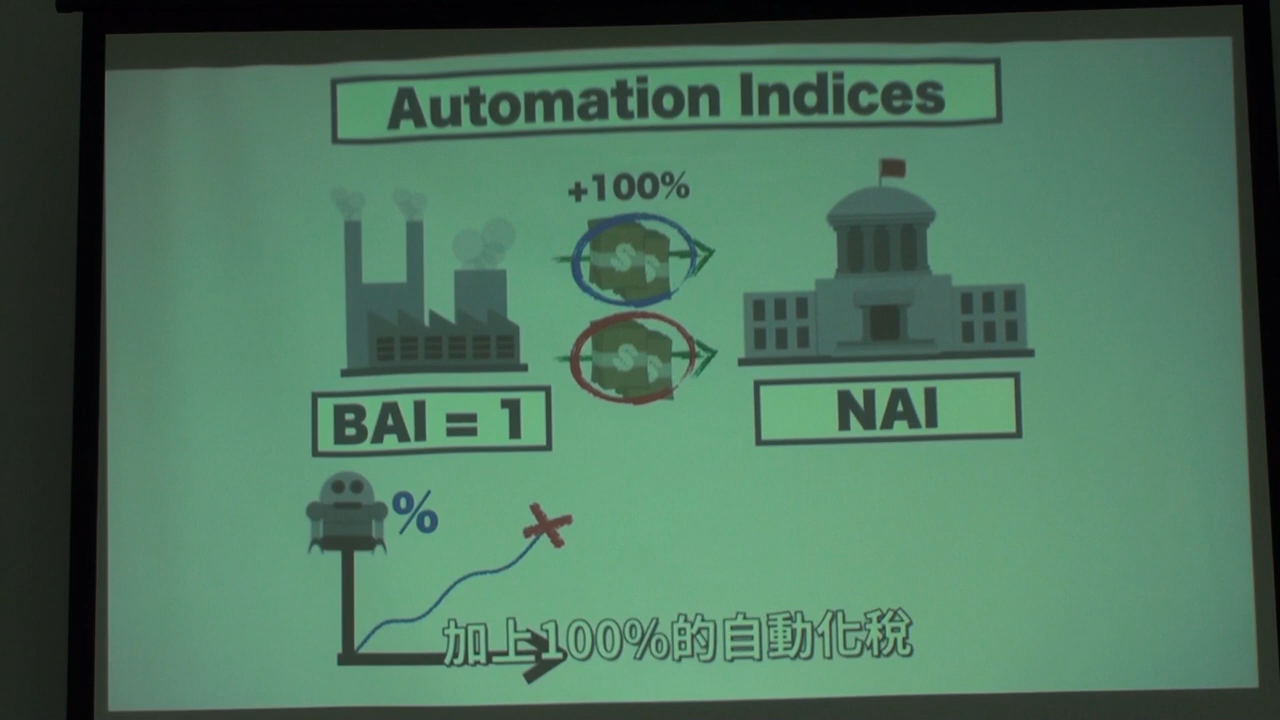 Automation Indices
+100%
$ $
$ $
BAI = 1
NAI
%
加上100%的自動化稅